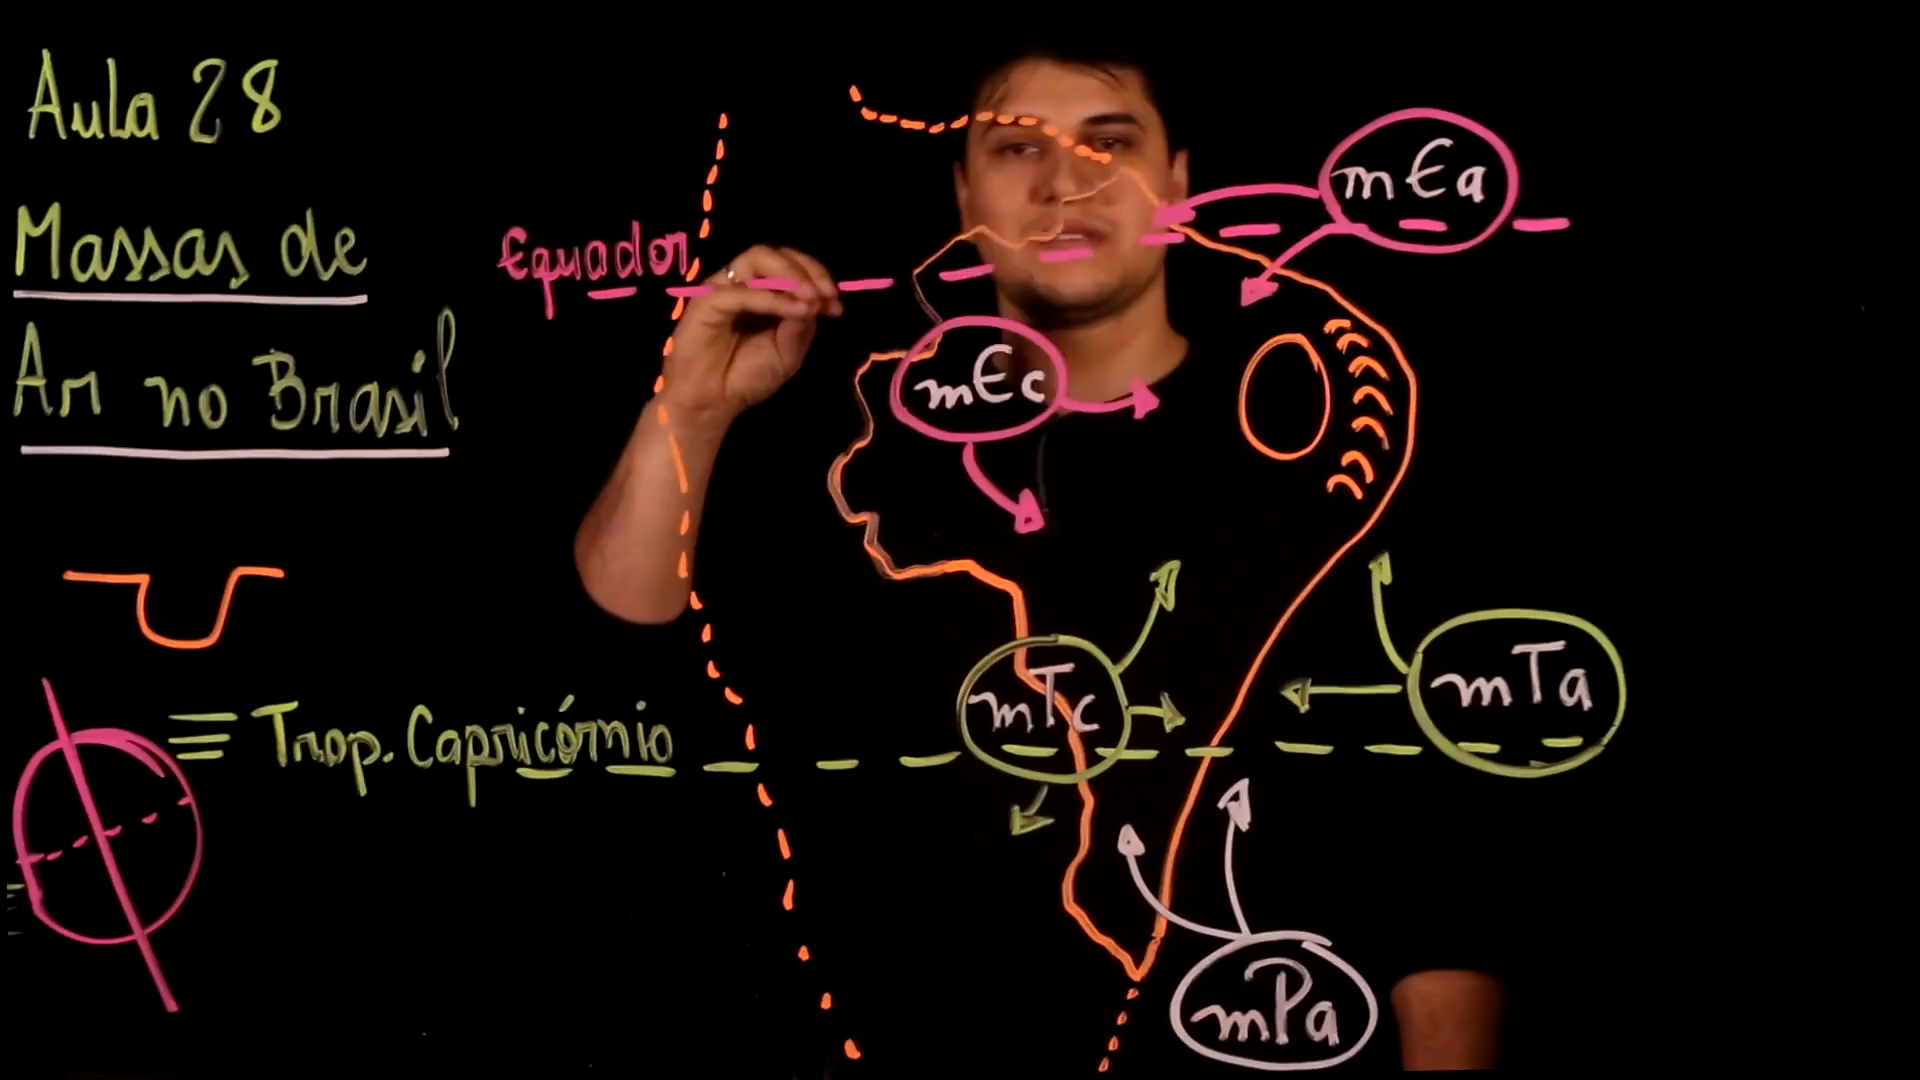 Aula 28
Massas de
Ar no Brasil
Equador
mEa
mEc
mTc
mTa
Trop. Capricórnio
mPa